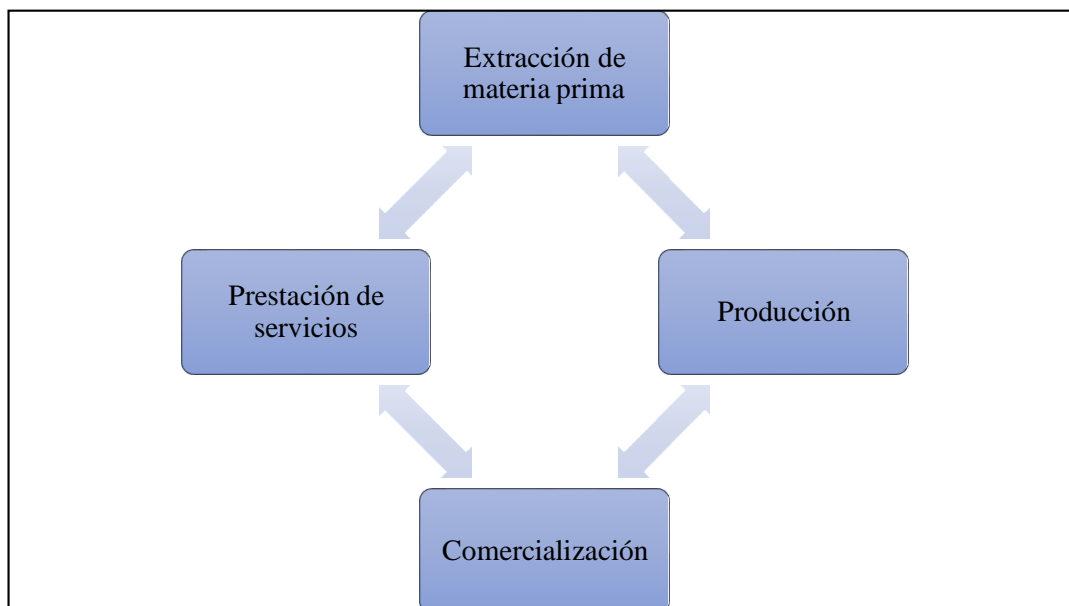 Extracción de
materia prima
Prestación de
servicios
Producción
Comercialización